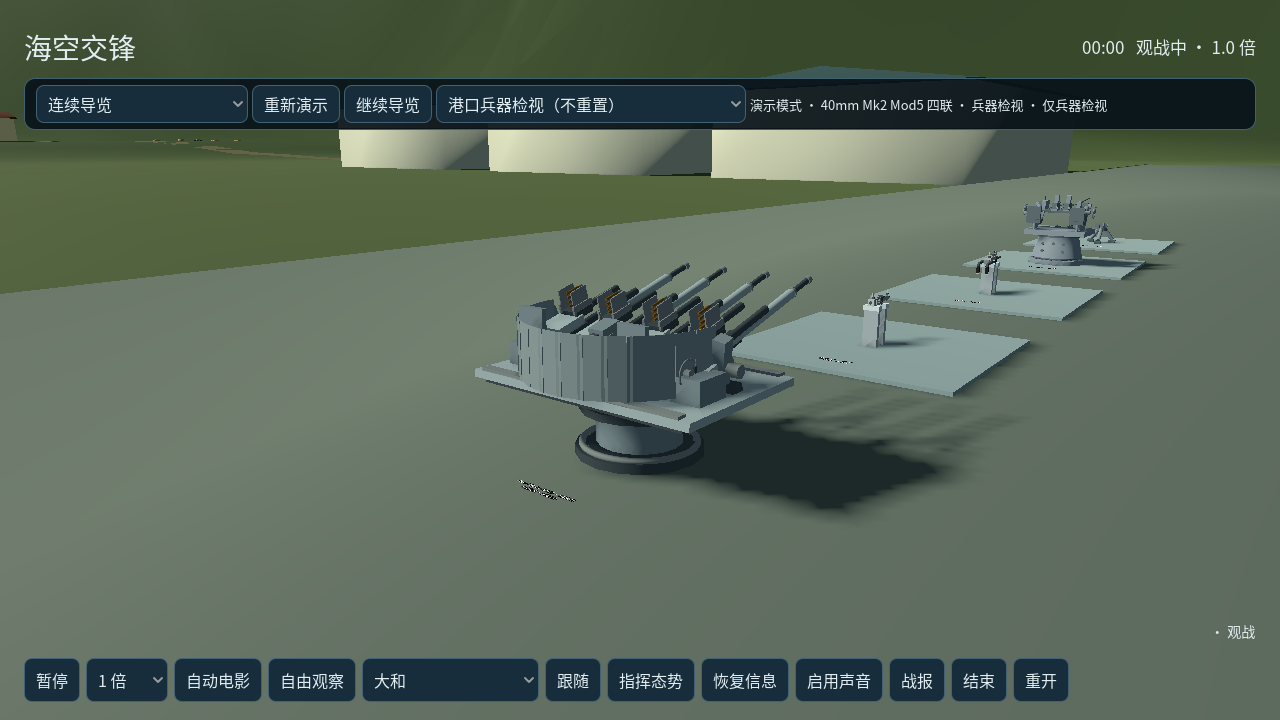 海空交锋
00:00 观战中 · 1.0 倍
连续导览 重新演示 继续导览 港口兵器检视（不重置） 演示模式 · 40mm Mk2 Mod5 四联 · 兵器检视 · 仅兵器检视
· 观战
暂停 1 倍 自动电影 自由观察 大和 跟随 指挥态势 恢复信息 启用声音 战报 结束 重开